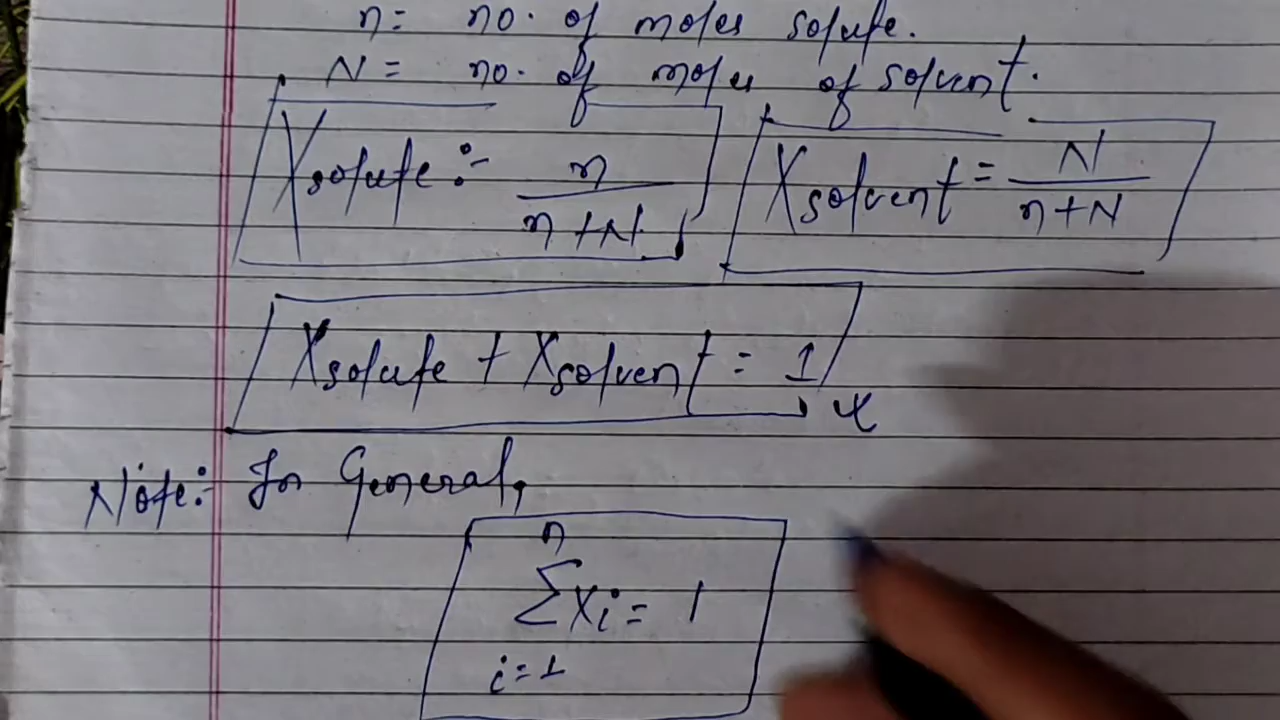 n = no. of moles solute.
N = no. of moles of solvent.
Xsolute :- n/n+N Xsolvent = N/n+N
Xsolute + Xsolvent = 1
Note:- In General,
n
Σxi = 1
i=1